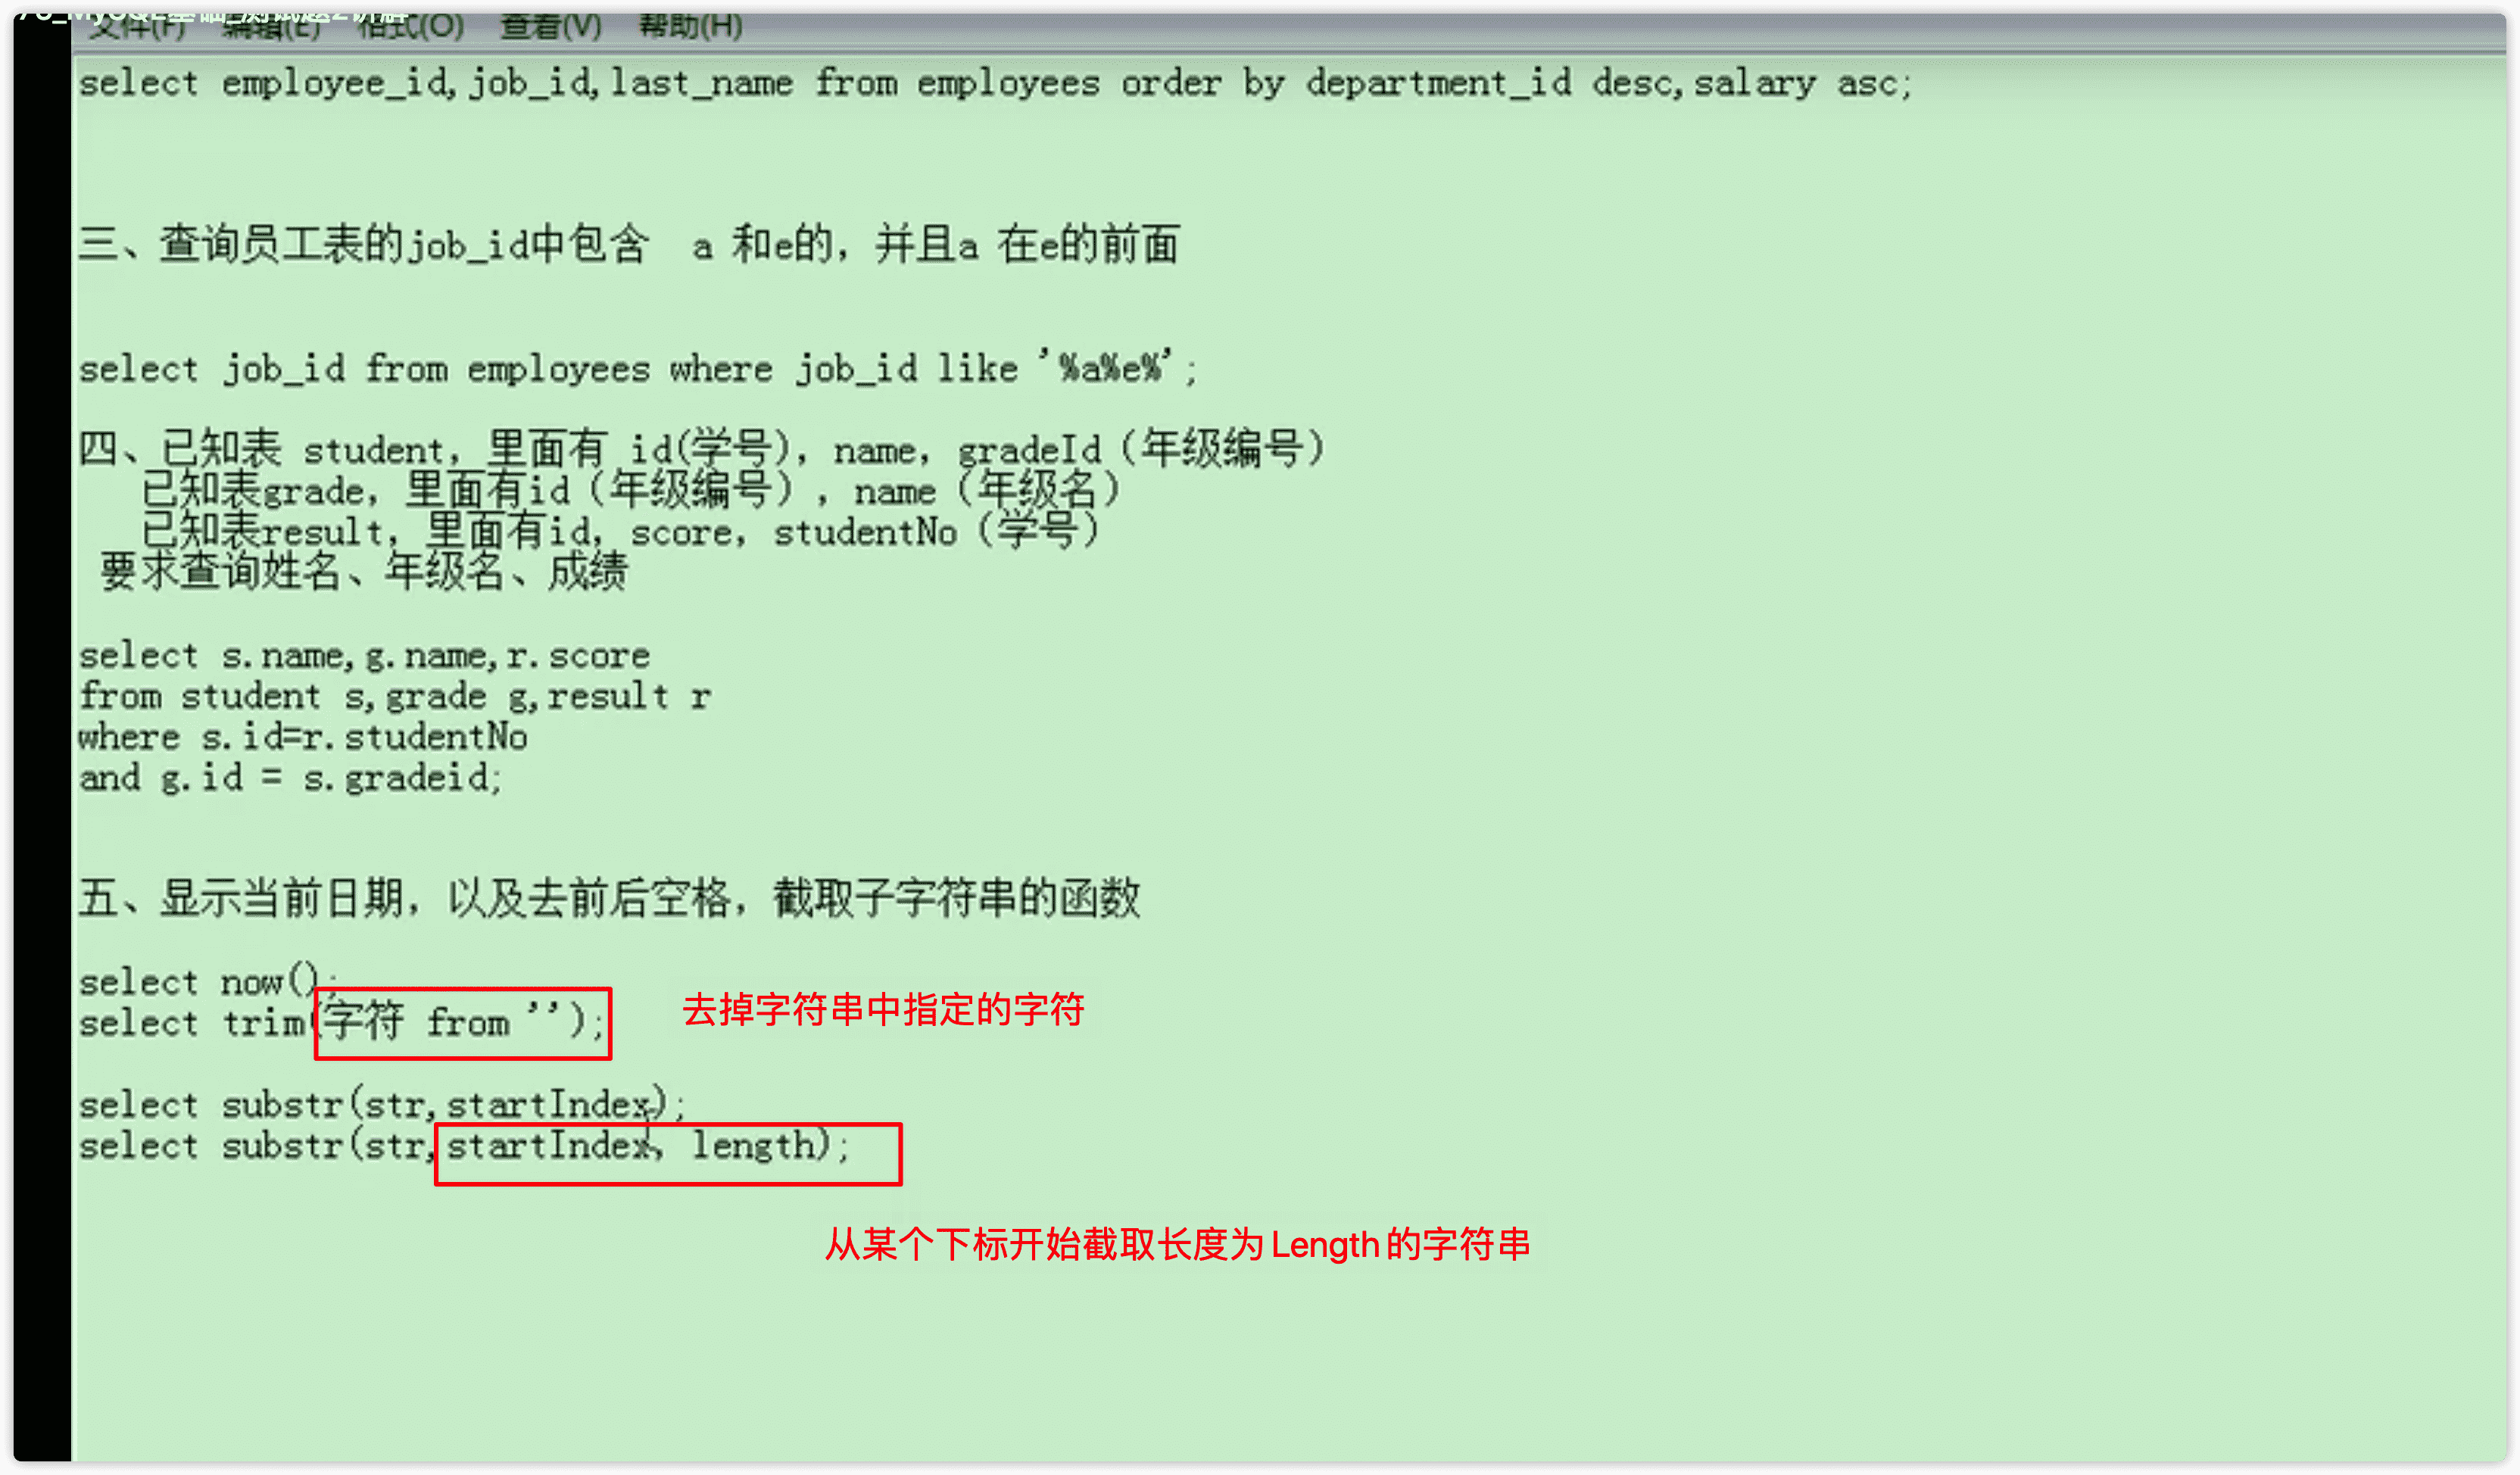 文件(F) 编辑(E) 格式(O) 查看(V) 帮助(H)
select employee_id,job_id,last_name from employees order by department_id desc,salary asc;
三、查询员工表的job_id中包含 a 和e的，并且a 在e的前面
select job_id from employees where job_id like '%a%e%';
四、已知表 student，里面有 id(学号)，name，gradeId（年级编号）
已知表grade，里面有id（年级编号），name（年级名）
已知表result，里面有id，score，studentNo（学号）
要求查询姓名、年级名、成绩
select s.name,g.name,r.score
from student s,grade g,result r
where s.id=r.studentNo
and g.id = s.gradeid;
五、显示当前日期，以及去前后空格，截取子字符串的函数
select now();
select trim(字符 from '');
去掉字符串中指定的字符
select substr(str,startIndex);
select substr(str,startIndex, length);
从某个下标开始截取长度为Length的字符串